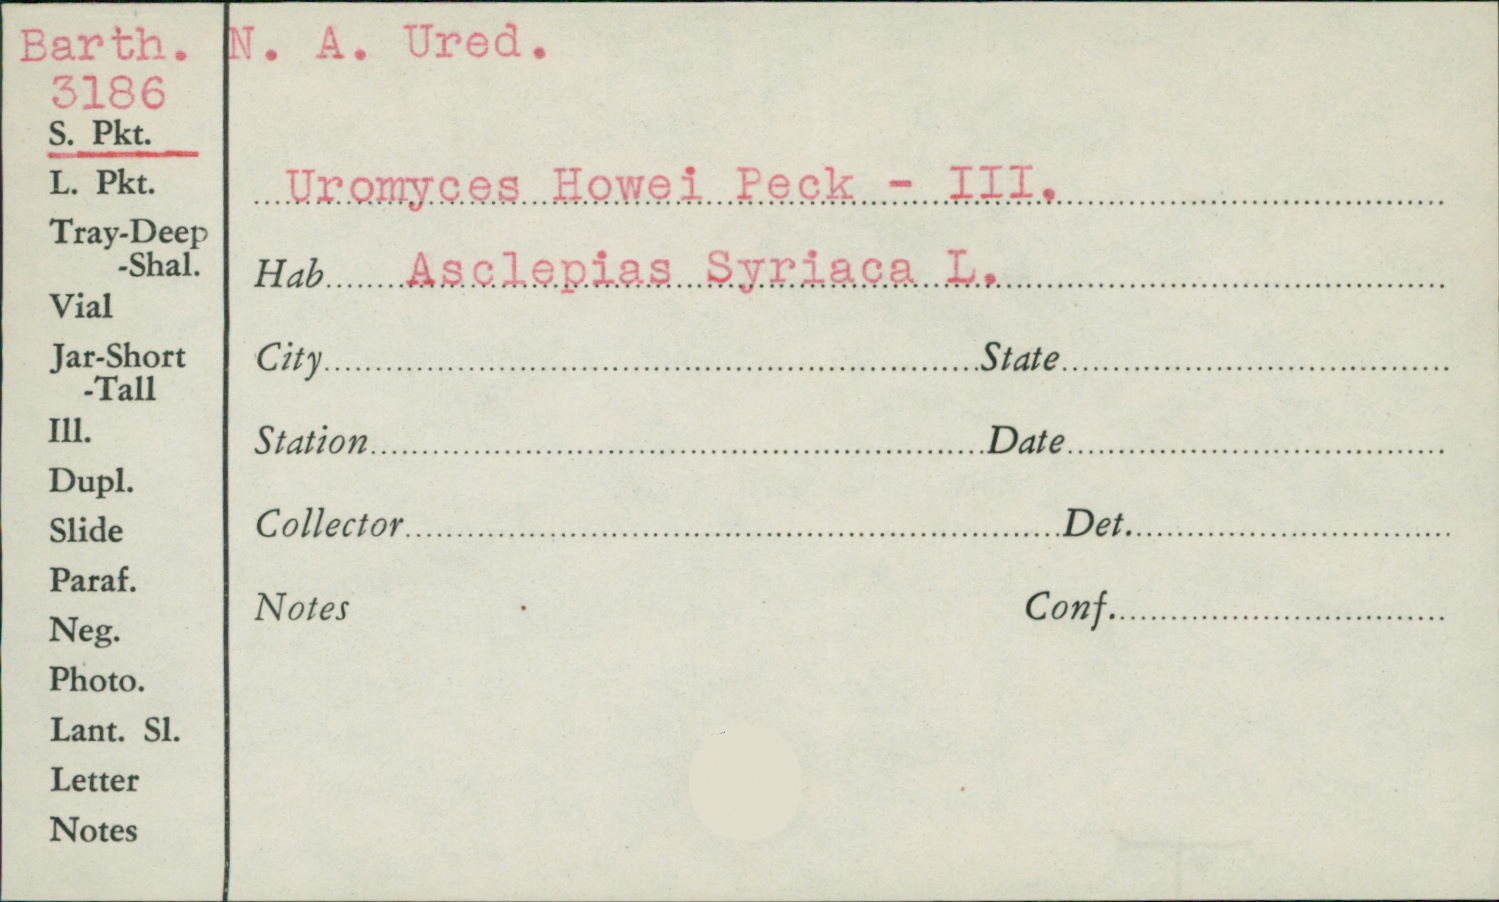 Barth. N. A. Ured.
3186
S. Pkt.
L. Pkt.
Tray-Deep
-Shal.
Vial
Jar-Short
-Tall
Ill.
Dupl.
Slide
Paraf.
Neg.
Photo.
Lant. Sl.
Letter
Notes
Uromyces Howei Peck - III.
Hab Asclepias Syriaca L.
City State
Station Date
Collector Det.
Notes Conf.